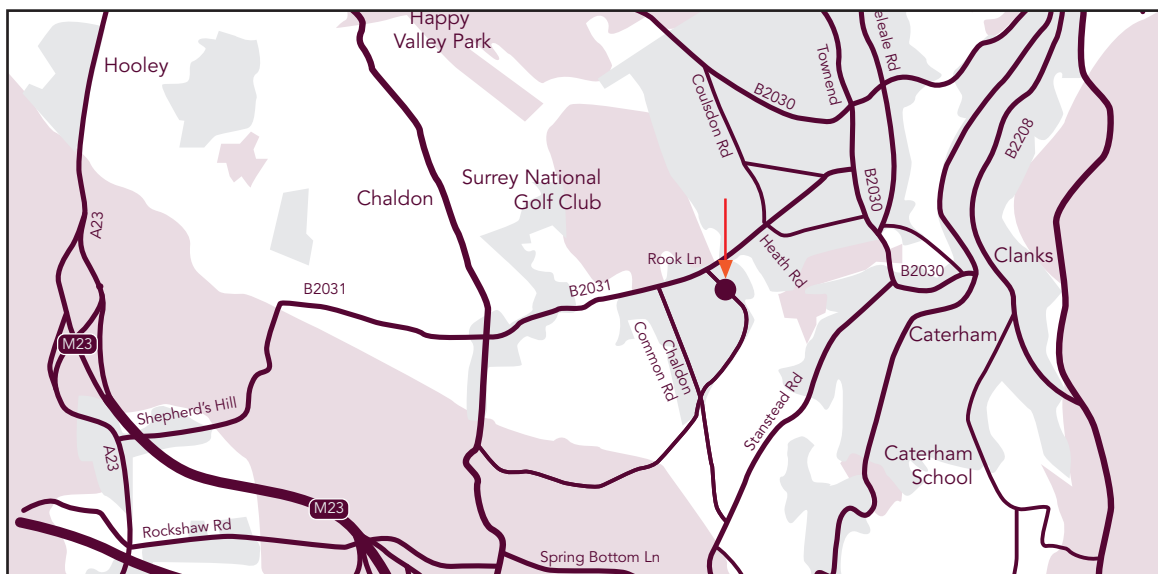 Happy
Valley Park
Hooley
Townend
B2030
Coulsdon Rd
B2208
Surrey National
Golf Club
Chaldon
B2030
A23
Rook Ln
Heath Rd
Clanks
B2030
B2031
B2031
M23
Caterham
Chaldon
Common Rd
Shepherd's Hill
Stanstead Rd
A23
Caterham
School
M23
Rockshaw Rd
Spring Bottom Ln